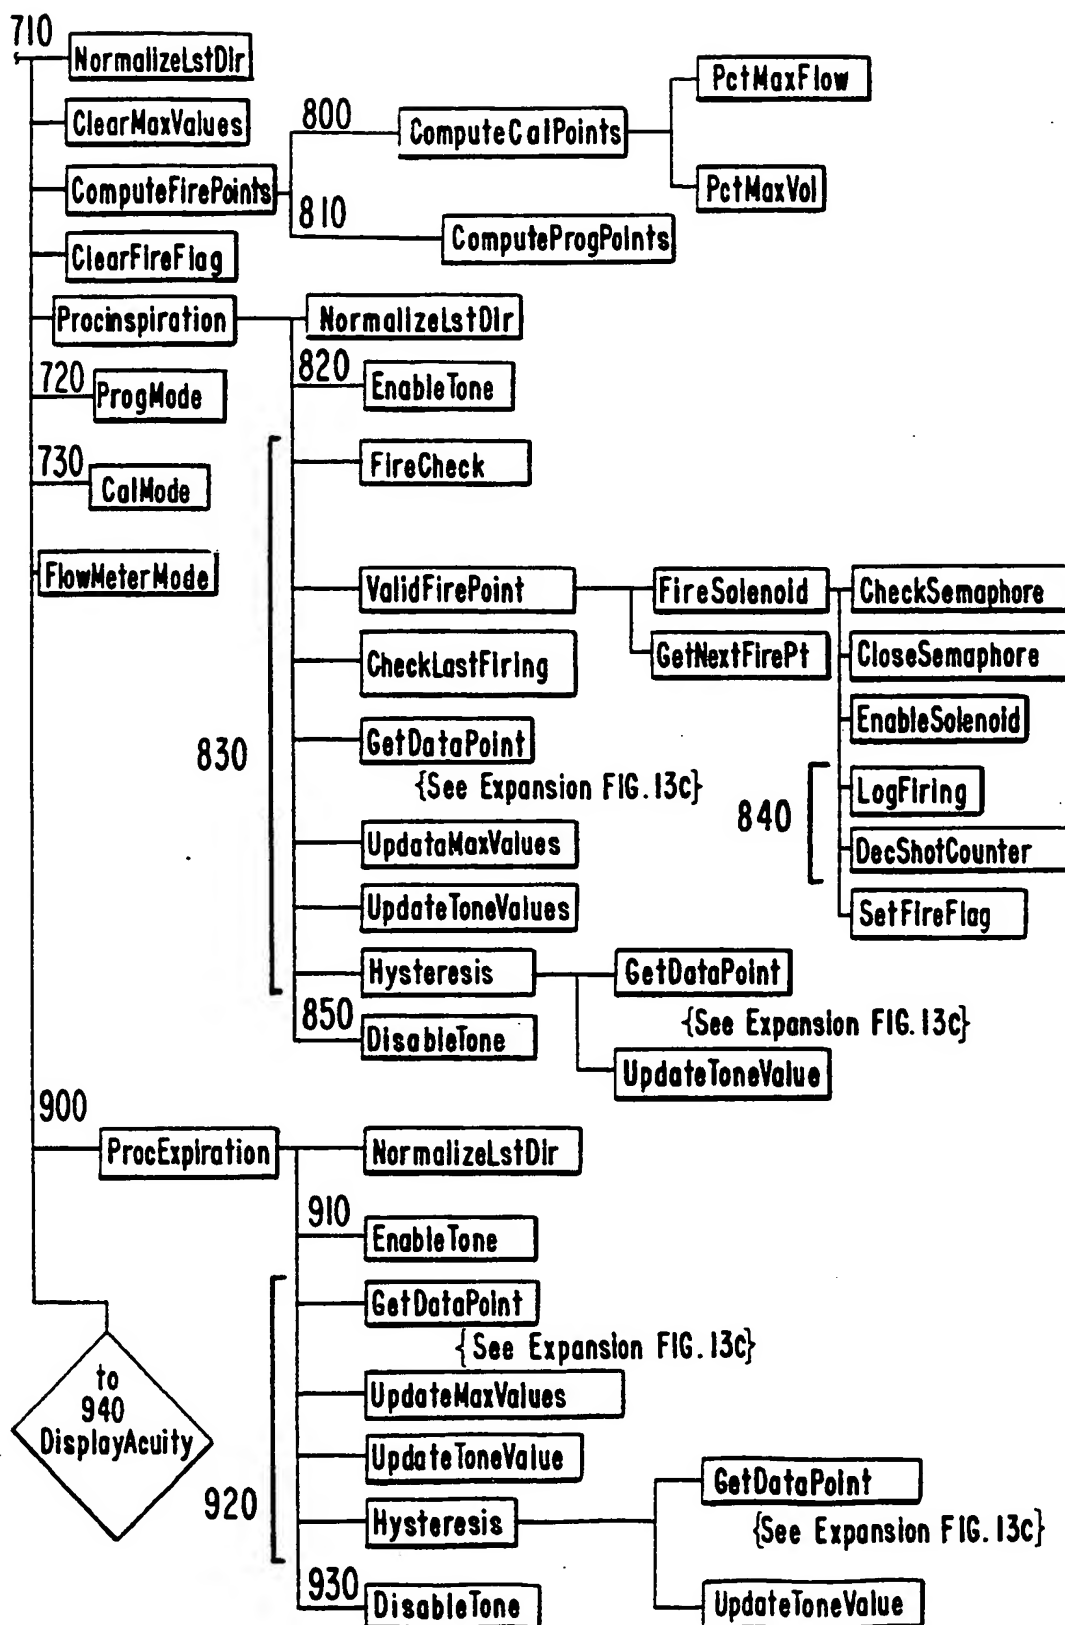 710
NormalizeLstDir
ClearMaxValues
ComputeFirePoints
800
ComputeCalPoints
PctMaxFlow
PctMaxVol
810
ComputeProgPoints
ClearFireFlag
Procinspiration
NormalizeLstDir
720
ProgMode
820
EnableTone
730
CalMode
FlowMeterMode
830
FireCheck
ValidFirePoint
FireSolenoid
CheckSemaphore
GetNextFirePt
CloseSemaphore
CheckLastFiring
EnableSolenoid
GetDataPoint
{See Expansion FIG. 13c}
840
LogFiring
DecShotCounter
SetFireFlag
UpdataMaxValues
UpdateToneValues
Hysteresis
GetDataPoint
{See Expansion FIG. 13c}
UpdateToneValue
850
DisableTone
900
ProcExpiration
NormalizeLstDir
910
EnableTone
920
GetDataPoint
{See Expansion FIG. 13c}
UpdateMaxValues
UpdateToneValue
Hysteresis
GetDataPoint
{See Expansion FIG. 13c}
UpdateToneValue
930
DisableTone
to
940
DisplayAcuity